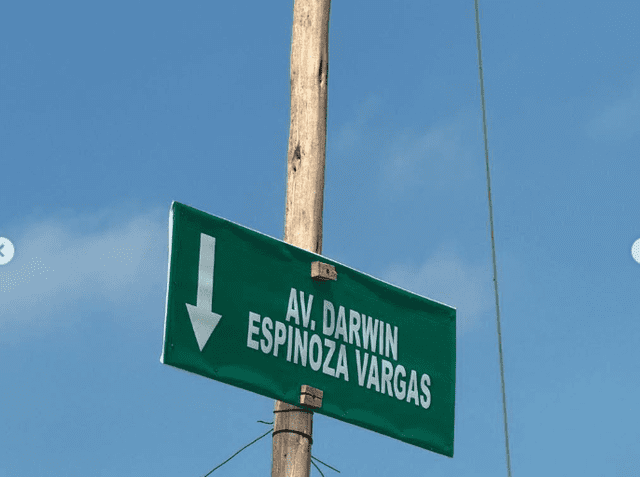 AV. DARWIN
ESPINOZA VARGAS